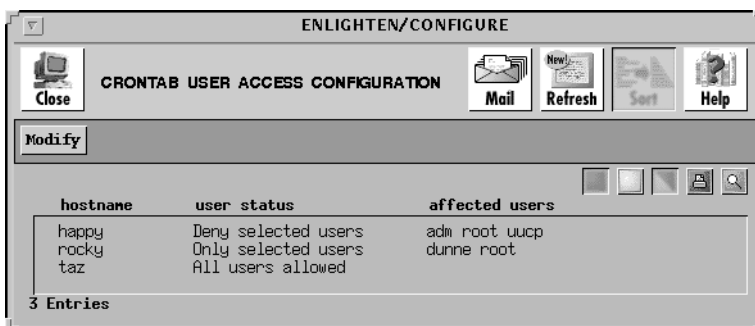 ENLIGHTEN/CONFIGURE
Close
CRONTAB USER ACCESS CONFIGURATION
Mail
New!
Refresh
Sort
Help
Modify
hostname user status affected users
happy Deny selected users adm root uucp
rocky Only selected users dunne root
taz All users allowed
3 Entries